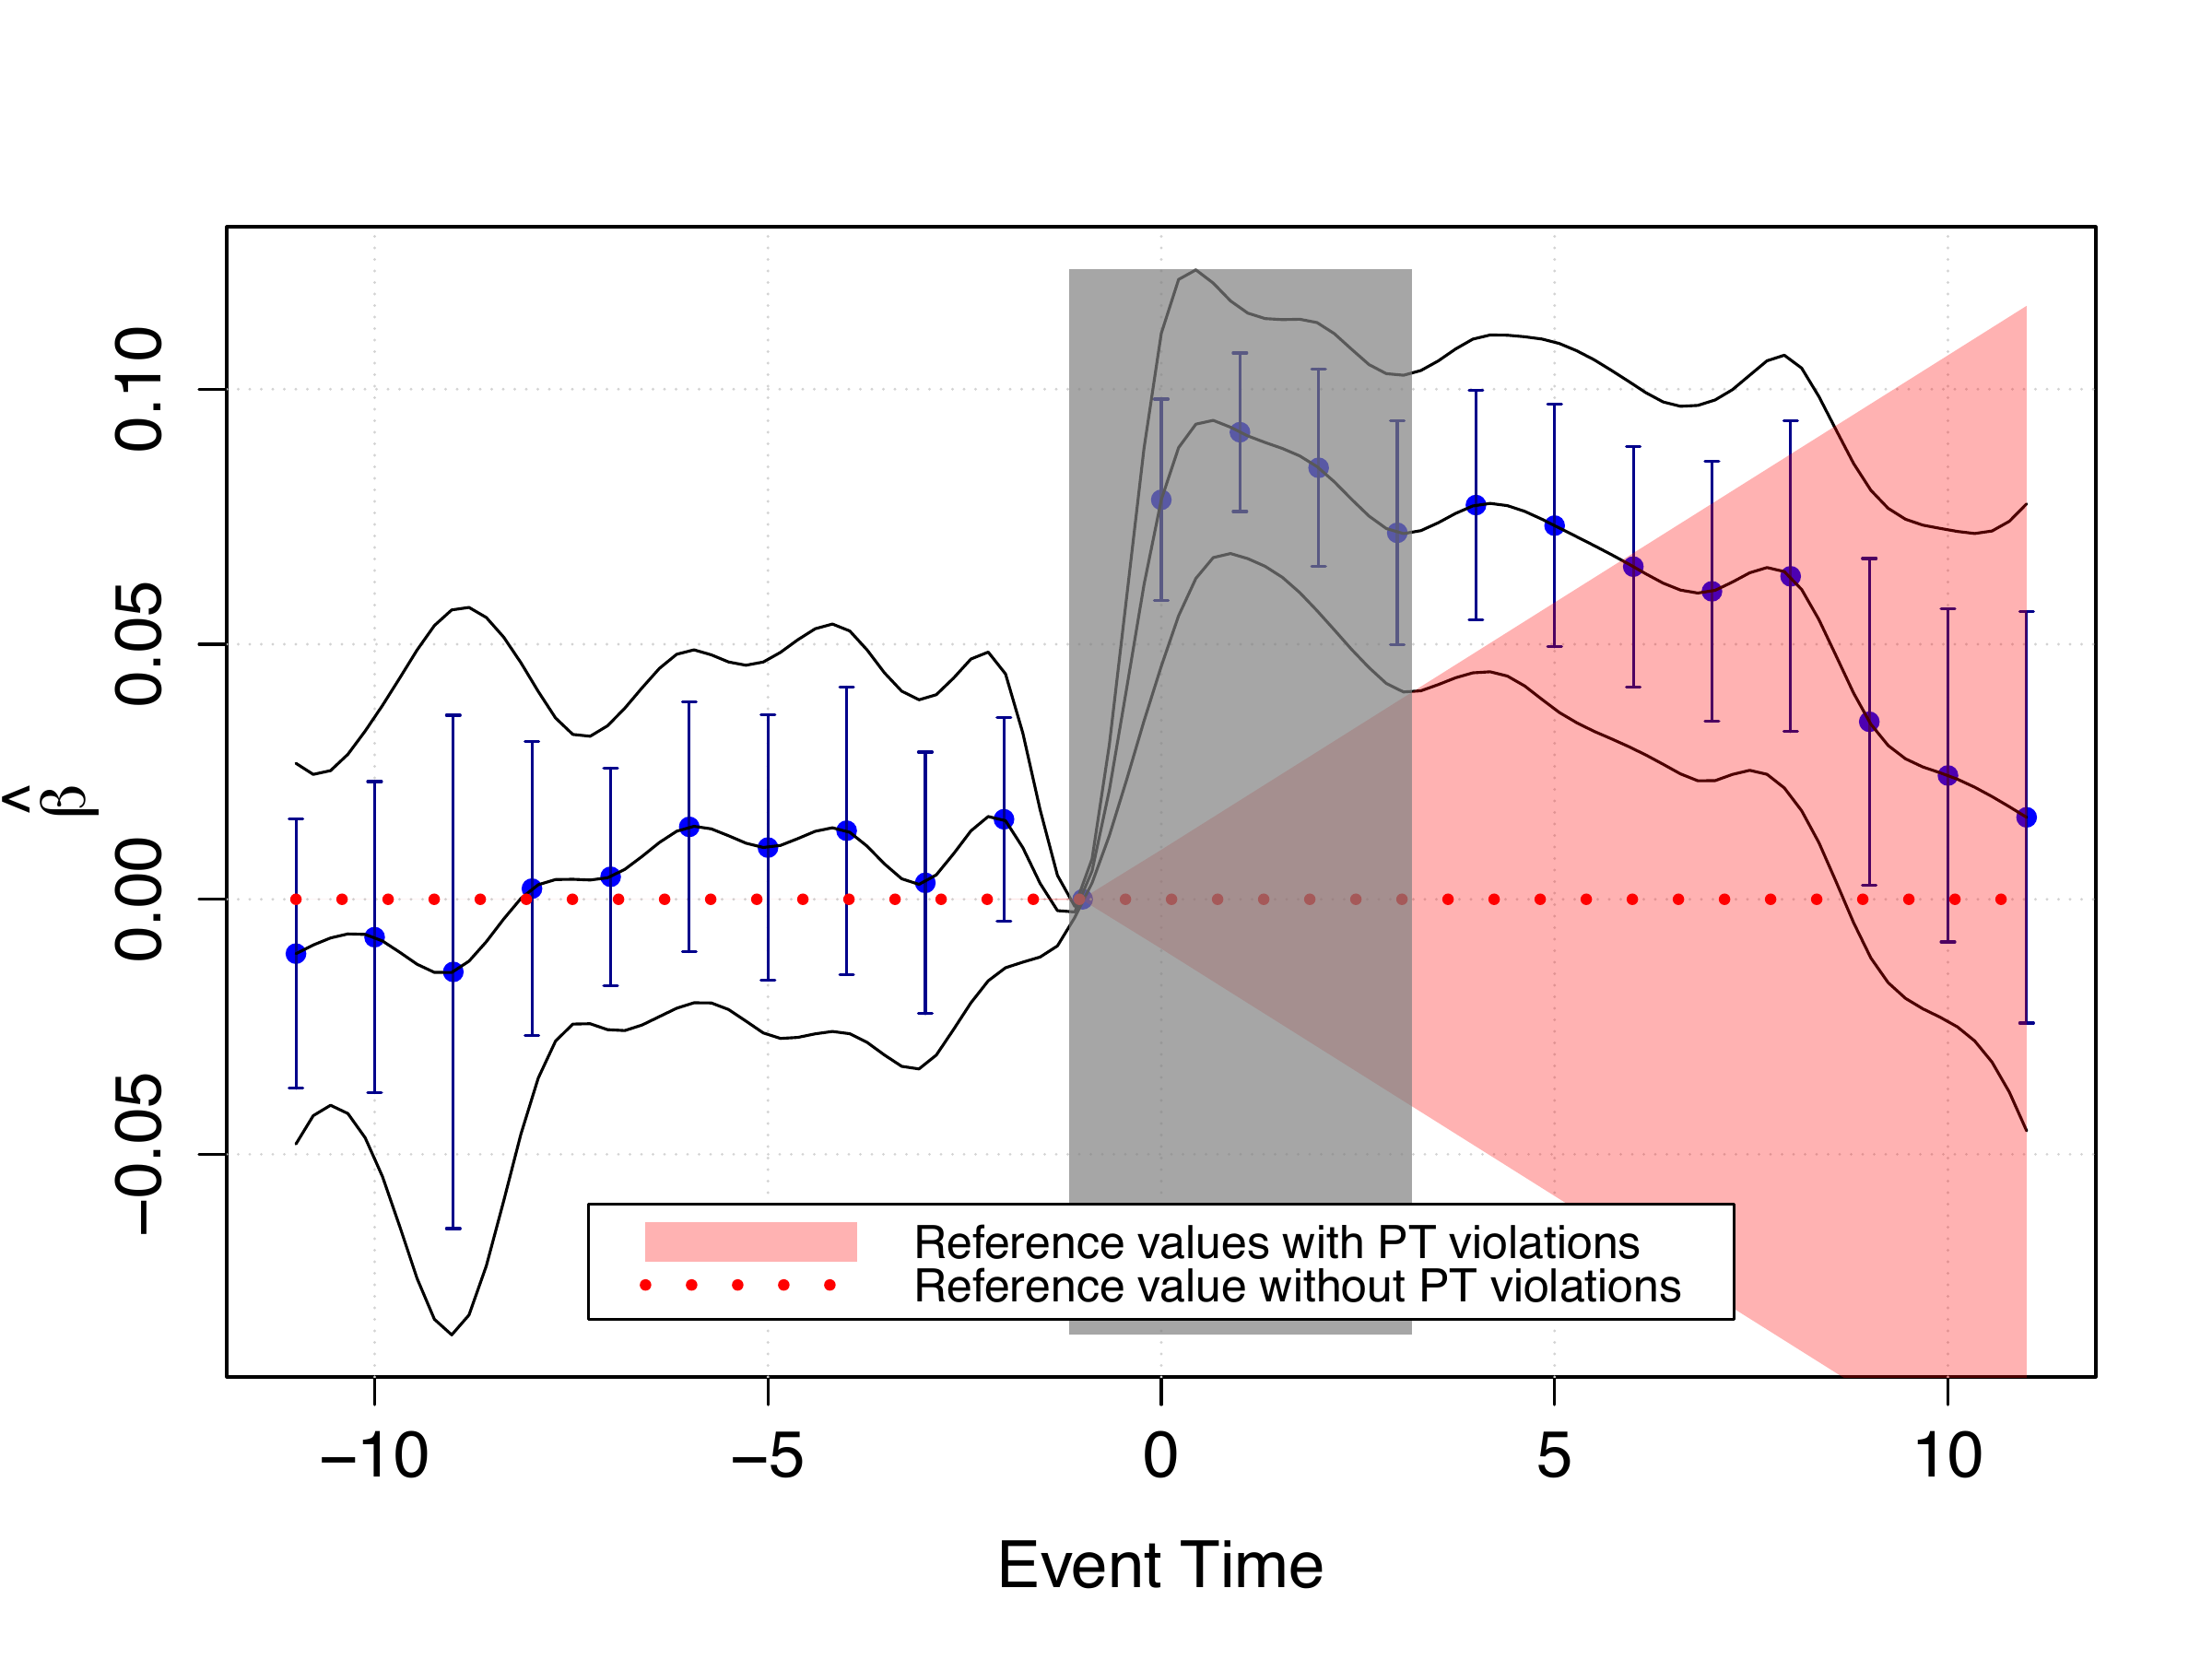 0.10
0.05
0.00
−0.05
β̂
−10
−5
0
5
10
Event Time
Reference values with PT violations
Reference value without PT violations